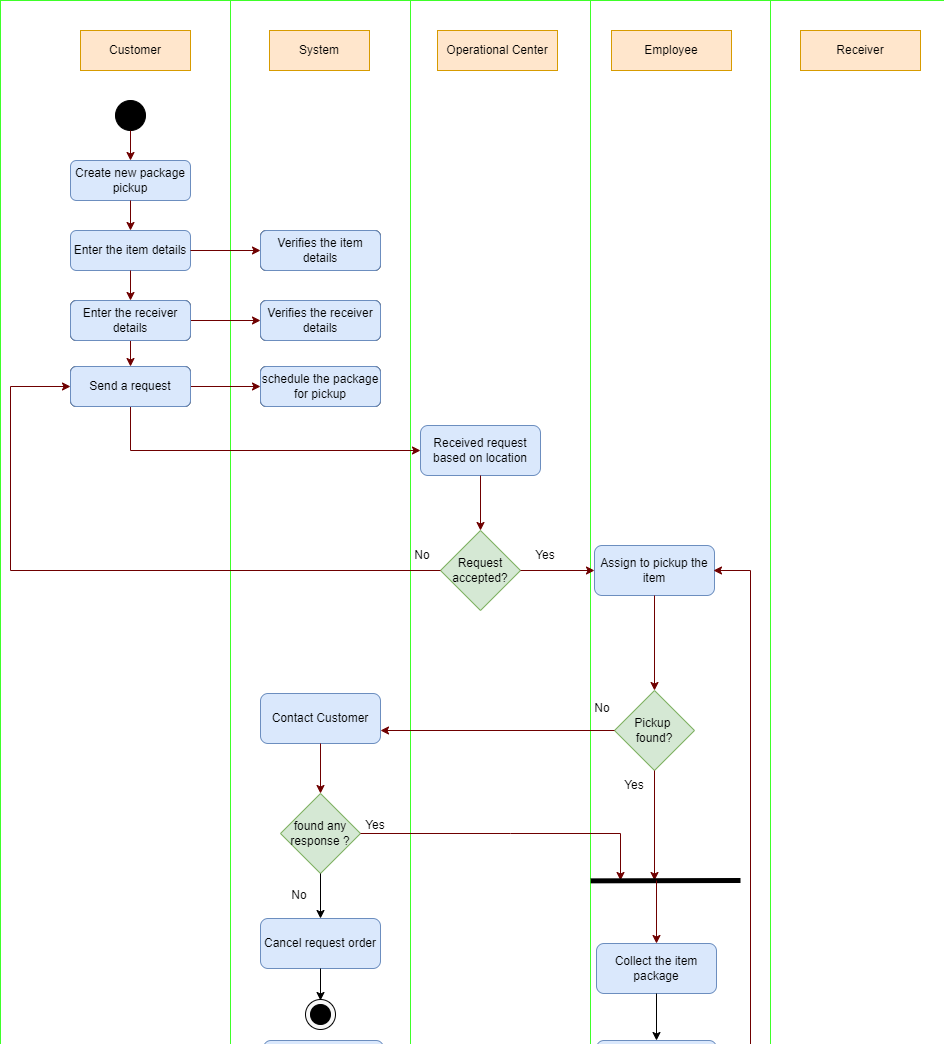 Customer
System
Operational Center
Employee
Receiver
Create new package
pickup
Enter the item details
Verifies the item
details
Enter the receiver
details
Verifies the receiver
details
Send a request
schedule the package
for pickup
Received request
based on location
No
Request
accepted?
Yes
Assign to pickup the
item
Contact Customer
No
Pickup
found?
Yes
found any
response ?
Yes
No
Cancel request order
Collect the item
package